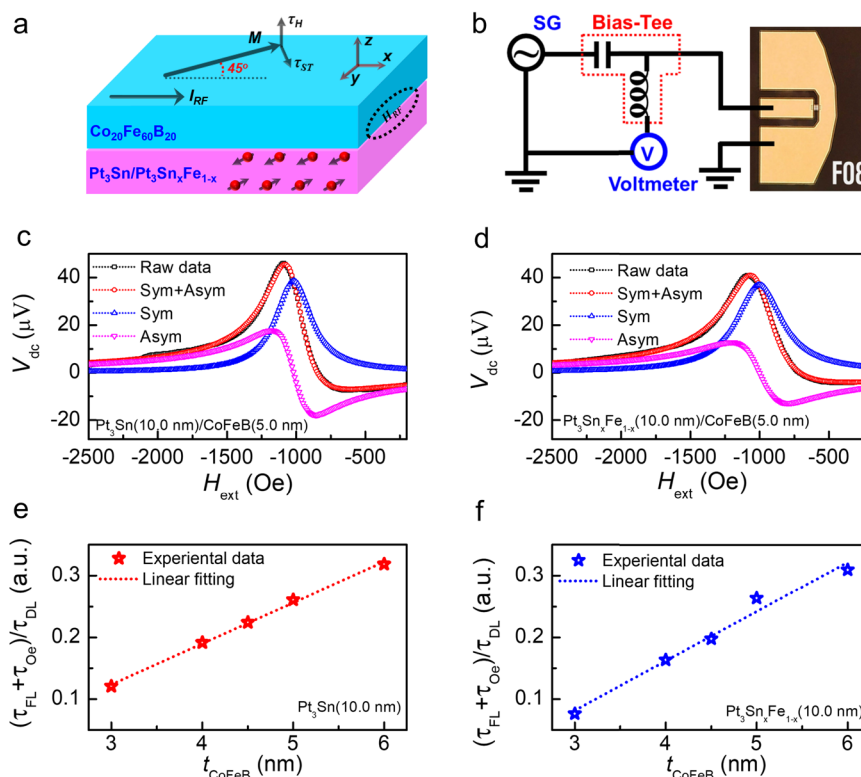 a
τH
M
45°
τST
z
x
y
IRF
HRF
Co20Fe60B20
Pt3Sn/Pt3SnxFe1-x
b
SG
Bias-Tee
V
Voltmeter
F08
c
Vdc (μV)
40
20
0
-20
Raw data
Sym+Asym
Sym
Asym
Pt3Sn(10.0 nm)/CoFeB(5.0 nm)
-2500 -2000 -1500 -1000 -500
Hext (Oe)
d
Vdc (μV)
40
20
0
-20
Raw data
Sym+Asym
Sym
Asym
Pt3SnxFe1-x(10.0 nm)/CoFeB(5.0 nm)
-2500 -2000 -1500 -1000 -500
Hext (Oe)
e
(τFL+τOe)/τDL (a.u.)
0.3
0.2
0.1
Experiental data
Linear fitting
Pt3Sn(10.0 nm)
3 4 5 6
tCoFeB (nm)
f
(τFL+τOe)/τDL (a.u.)
0.3
0.2
0.1
Experiental data
Linear fitting
Pt3SnxFe1-x(10.0 nm)
3 4 5 6
tCoFeB (nm)